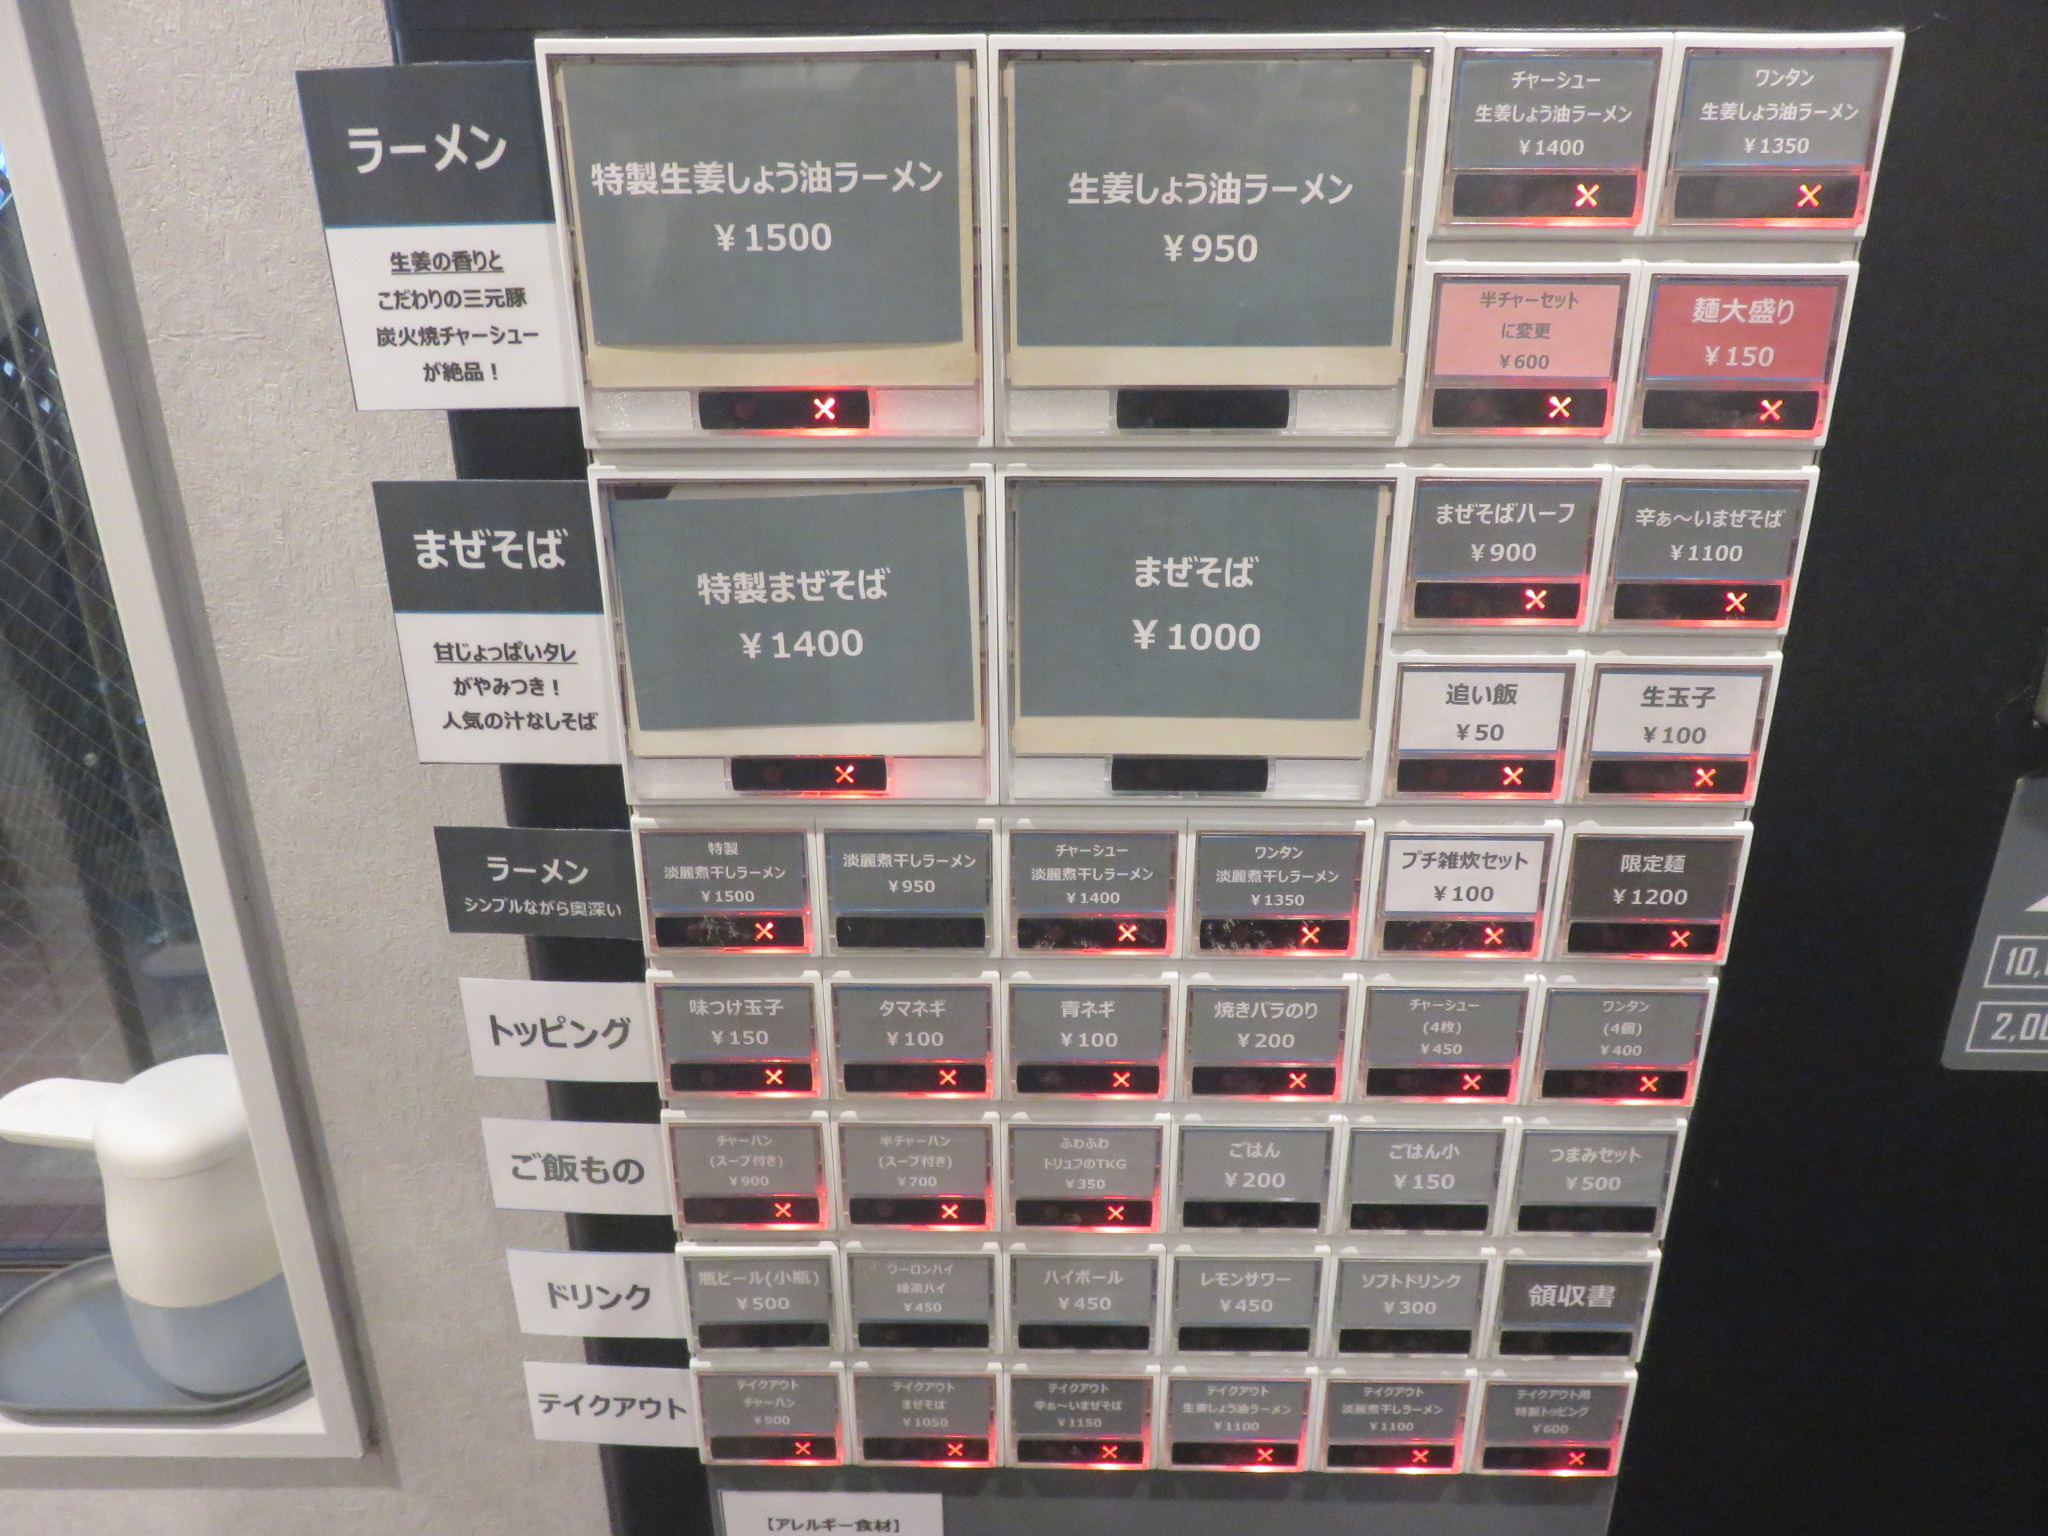 ラーメン
生姜の香りと
こだわりの三元豚
炭火焼チャーシュー
が絶品！
特製生姜しょう油ラーメン
￥1500
生姜しょう油ラーメン
￥950
チャーシュー
生姜しょう油ラーメン
￥1400
ワンタン
生姜しょう油ラーメン
￥1350
半チャーセット
に変更
￥600
麺大盛り
￥150
まぜそば
甘じょっぱいタレ
がやみつき！
人気の汁なしそば
特製まぜそば
￥1400
まぜそば
￥1000
まぜそばハーフ
￥900
辛ぁ～いまぜそば
￥1100
追い飯
￥50
生玉子
￥100
ラーメン
シンプルながら奥深い
特製
淡麗煮干しラーメン
￥1500
淡麗煮干しラーメン
￥950
チャーシュー
淡麗煮干しラーメン
￥1400
ワンタン
淡麗煮干しラーメン
￥1350
プチ雑炊セット
￥100
限定麺
￥1200
トッピング
味つけ玉子
￥150
タマネギ
￥100
青ネギ
￥100
焼きバラのり
￥200
チャーシュー
(4枚)
￥450
ワンタン
(4個)
￥400
ご飯もの
チャーハン
(スープ付き)
￥900
半チャーハン
(スープ付き)
￥700
ふわふわ
トリュフのTKG
￥350
ごはん
￥200
ごはん小
￥150
つまみセット
￥500
ドリンク
瓶ビール(小瓶)
￥500
ウーロンハイ
緑茶ハイ
￥450
ハイボール
￥450
レモンサワー
￥450
ソフトドリンク
￥300
領収書
テイクアウト
テイクアウト
チャーハン
￥900
テイクアウト
まぜそば
￥1050
テイクアウト
辛ぁ～いまぜそば
￥1150
テイクアウト
生姜しょう油ラーメン
￥1100
テイクアウト
淡麗煮干しラーメン
￥1100
テイクアウト用
特製トッピング
￥600
【アレルギー食材】
10,
2,00